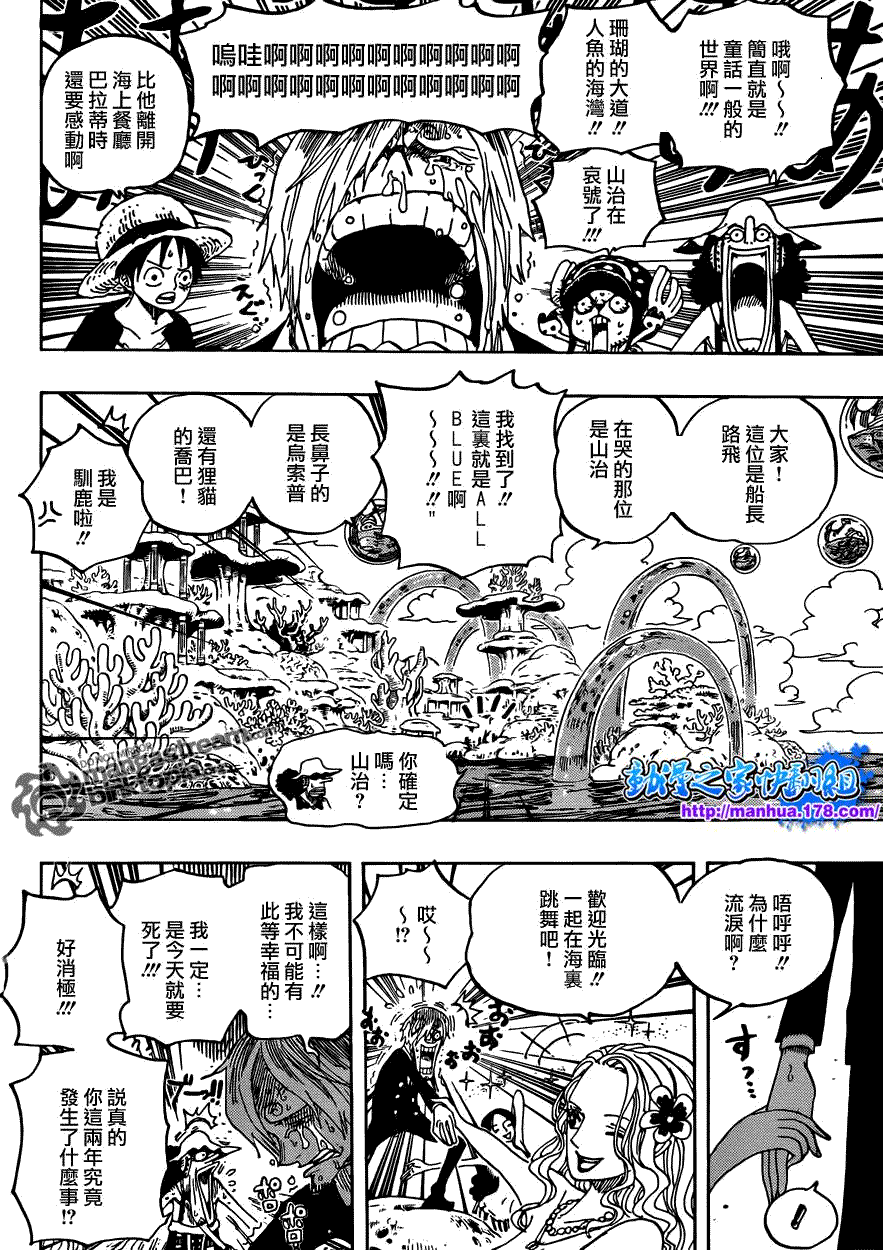 哦啊～～!!
簡直就是
童話一般的
世界啊!!!
珊瑚的大道!!
人魚的海灣!!
山治在
哀號了!!!
嗚哇啊啊啊啊啊啊啊啊啊啊
啊啊啊啊啊啊啊啊啊啊啊啊
比他離開
海上餐廳
巴拉蒂時
還要感動啊
大家！
這位是船長
路飛
在哭的那位
是山治
我找到了!!
這裏就是ALL
BLUE啊
～～～!!"
長鼻子的
是烏索普
還有狸貓
的喬巴！
我是
馴鹿啦!!
你確定
嗎…
山治？
動漫之家漢化組
http://manhua.178.com/
唔呼呼!!
為什麼
流淚啊？
す…っ
！
歡迎光臨!!
一起在海裏
跳舞吧！
哎～～
～!?
這樣啊…!!
我不可能有
此等幸福的…
我一定…
是今天就要
死了!!!
好消極!!!
説真的
你這兩年究竟
發生了什麼事!?